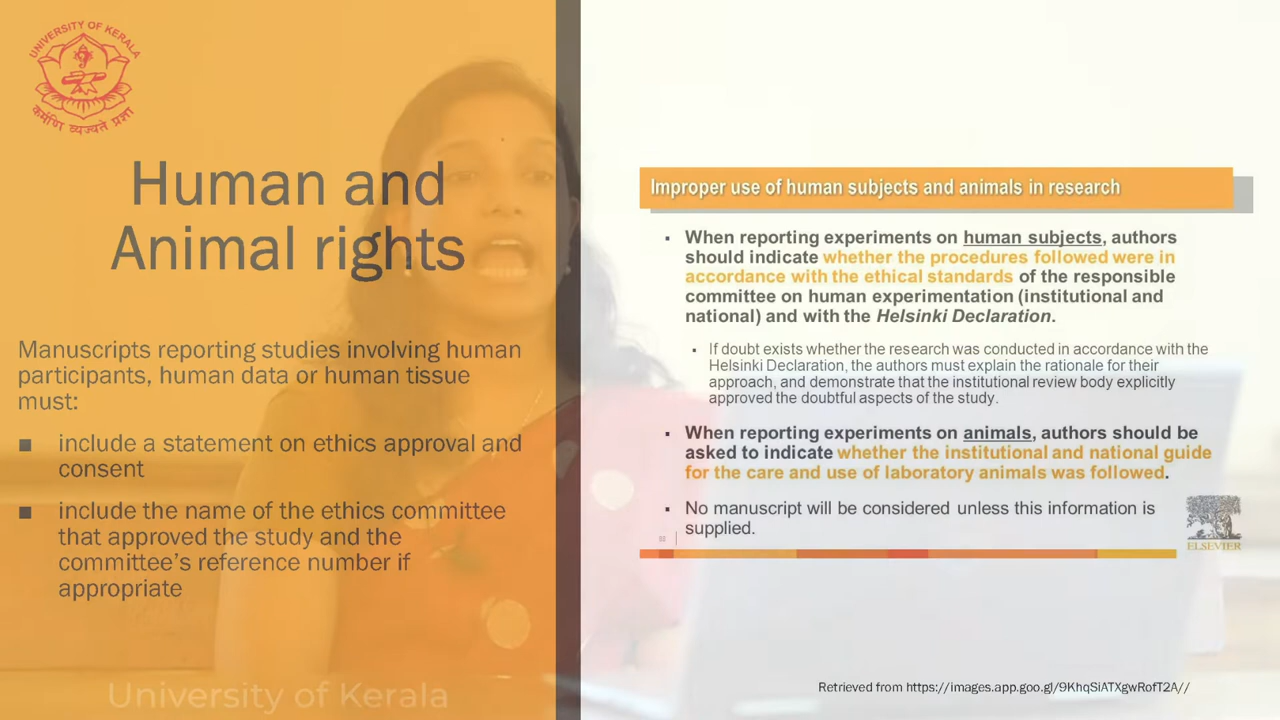 UNIVERSITY OF KERALA
कर्मणि व्यज्यते प्रज्ञा
Human and
Animal rights
Manuscripts reporting studies involving human
participants, human data or human tissue
must:
■ include a statement on ethics approval and
consent
■ include the name of the ethics committee
that approved the study and the
committee's reference number if
appropriate
University of Kerala
Improper use of human subjects and animals in research
▪ When reporting experiments on human subjects, authors
should indicate whether the procedures followed were in
accordance with the ethical standards of the responsible
committee on human experimentation (institutional and
national) and with the Helsinki Declaration.
▪ If doubt exists whether the research was conducted in accordance with the
Helsinki Declaration, the authors must explain the rationale for their
approach, and demonstrate that the institutional review body explicitly
approved the doubtful aspects of the study.
▪ When reporting experiments on animals, authors should be
asked to indicate whether the institutional and national guide
for the care and use of laboratory animals was followed.
▪ No manuscript will be considered unless this information is
supplied.
ELSEVIER
Retrieved from https://images.app.goo.gl/9KhqSiATXgwRofT2A//